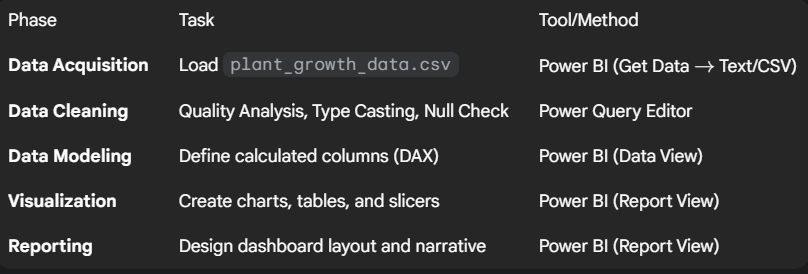 Phase Task Tool/Method
Data Acquisition Load plant_growth_data.csv Power BI (Get Data → Text/CSV)
Data Cleaning Quality Analysis, Type Casting, Null Check Power Query Editor
Data Modeling Define calculated columns (DAX) Power BI (Data View)
Visualization Create charts, tables, and slicers Power BI (Report View)
Reporting Design dashboard layout and narrative Power BI (Report View)